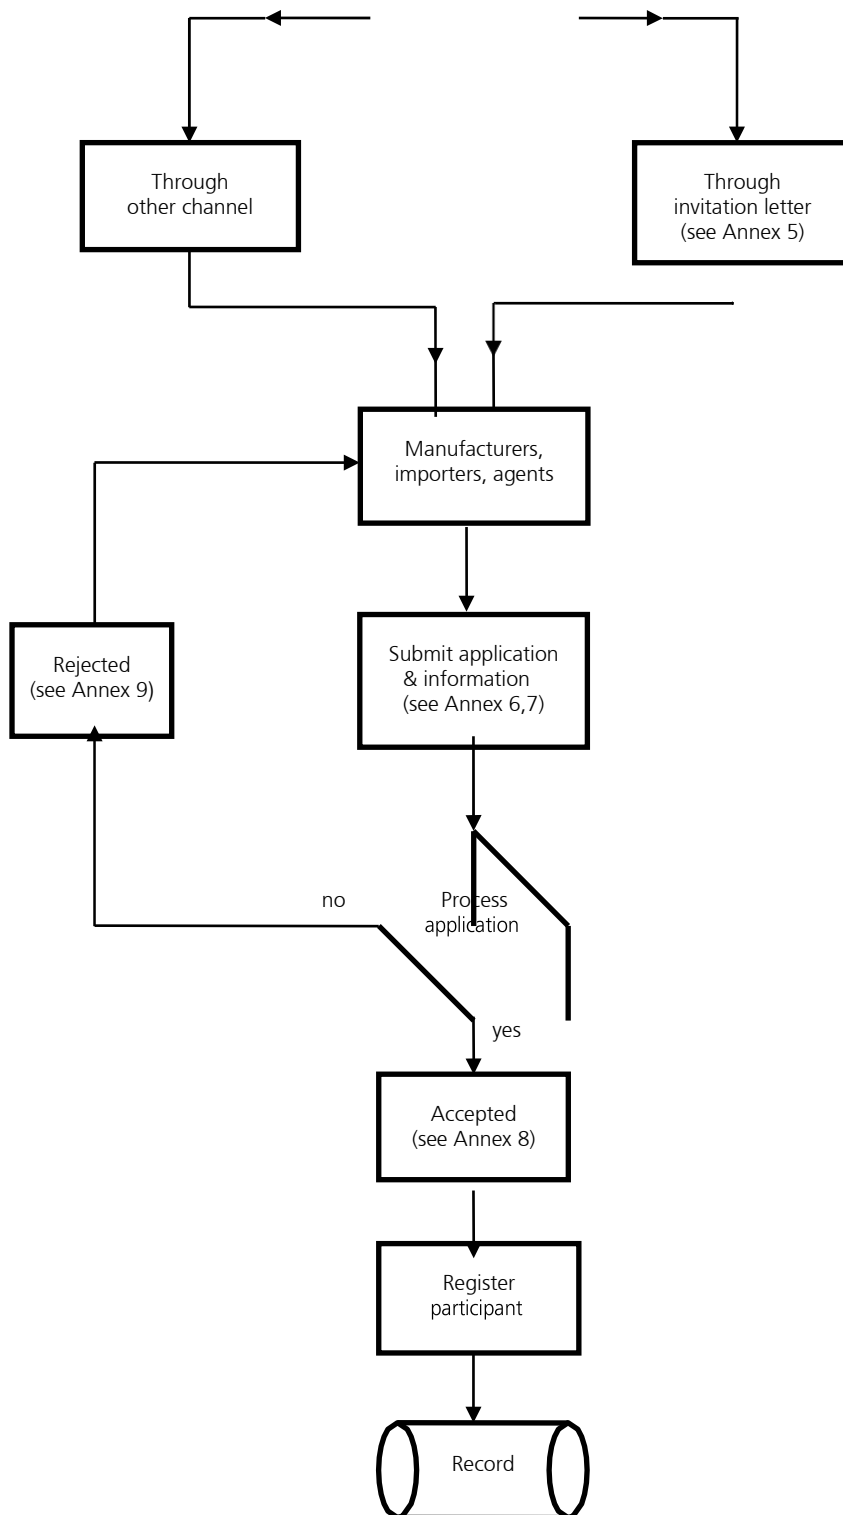 Through
other channel
Through
invitation letter
(see Annex 5)
Manufacturers,
importers, agents
Rejected
(see Annex 9)
Submit application
& information
(see Annex 6,7)
no
Process
application
yes
Accepted
(see Annex 8)
Register
participant
Record